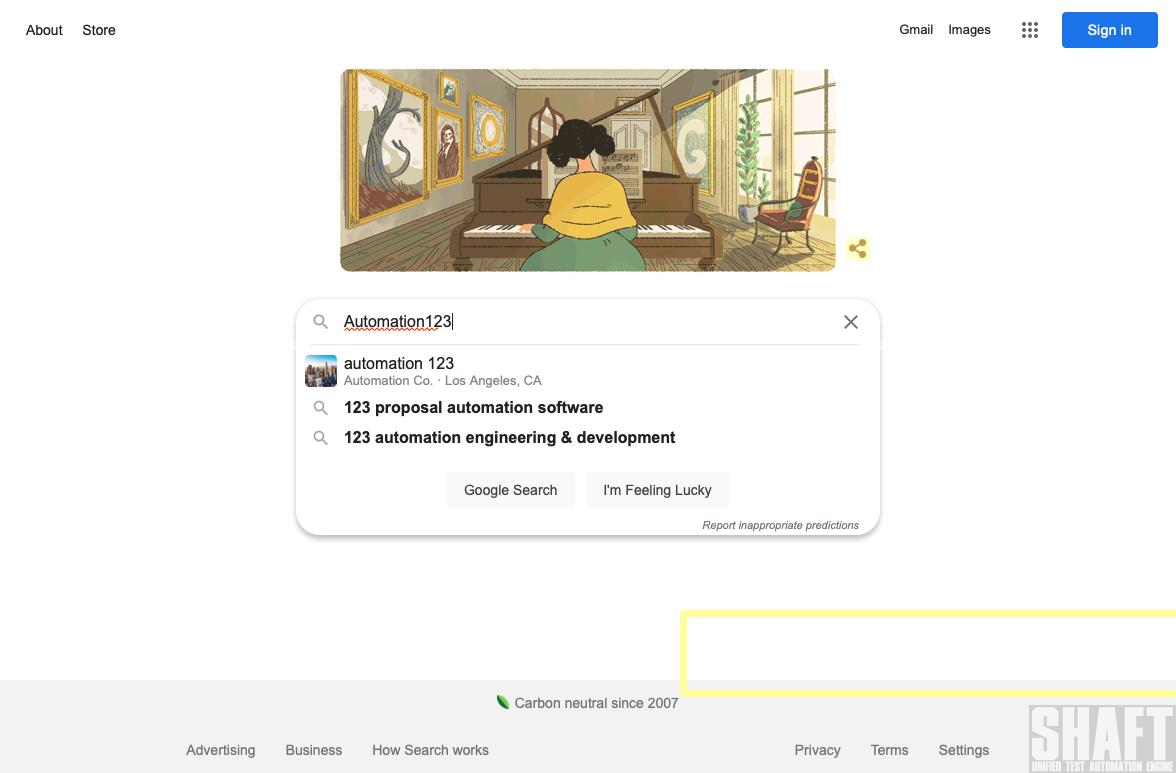 About Store
Gmail Images Sign in
G
Automation123
automation 123
Automation Co. · Los Angeles, CA
123 proposal automation software
123 automation engineering & development
Google Search I'm Feeling Lucky
Report inappropriate predictions
Carbon neutral since 2007
Advertising Business How Search works
Privacy Terms Settings
SHAFT
UNIFIED TEST AUTOMATION ENGINE